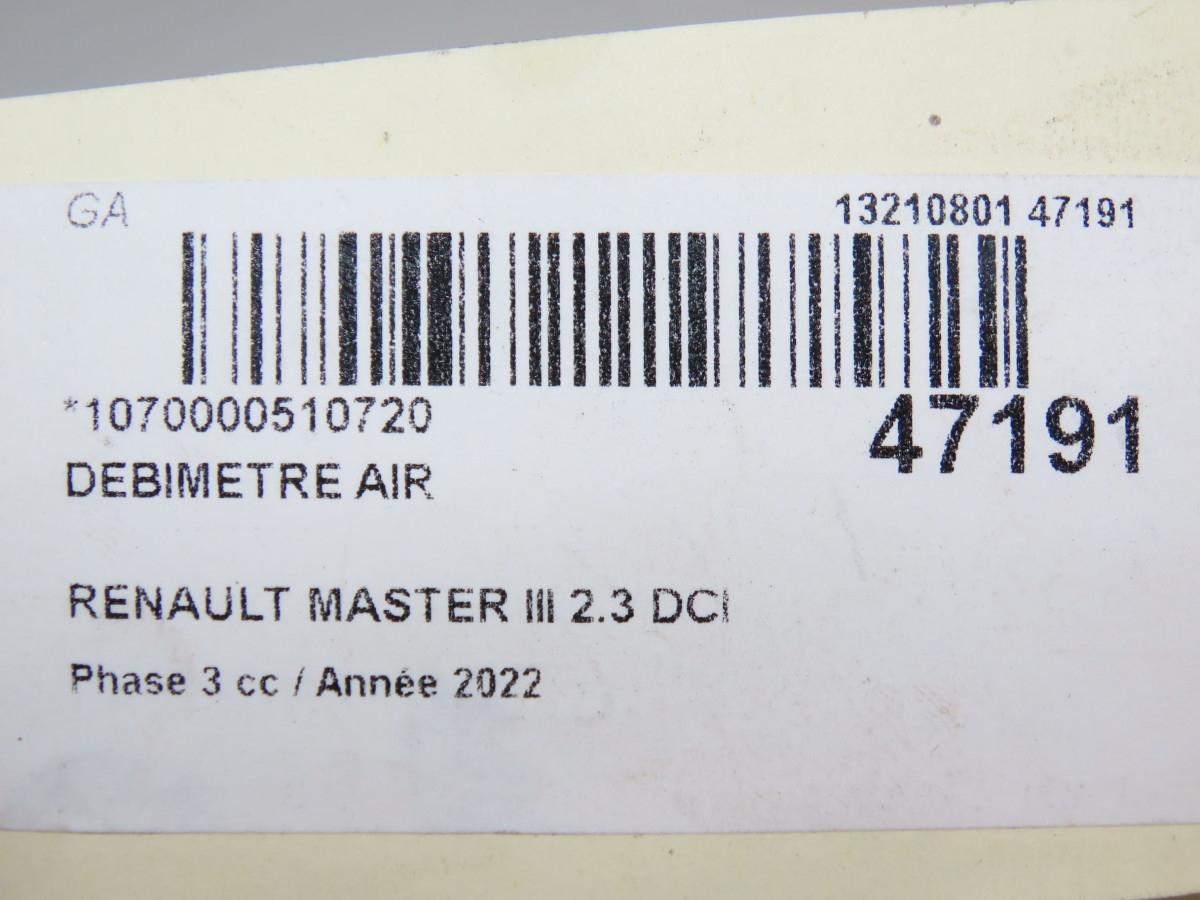 GA
13210801 47191
*1070000510720
47191
DEBIMETRE AIR
RENAULT MASTER III 2.3 DCI
Phase 3 cc / Année 2022